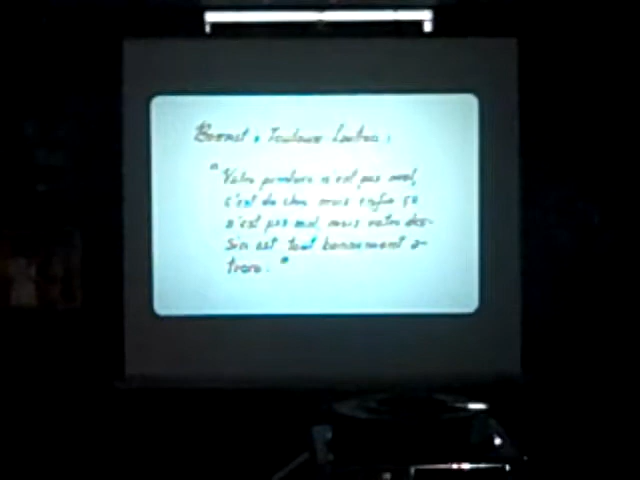 Bonnat à Toulouse Lautrec :
"Votre peinture n'est pas mal,
c'est du chic, mais enfin ça
n'est pas mal, mais votre des-
sin est tout bonnement a-
troce. "